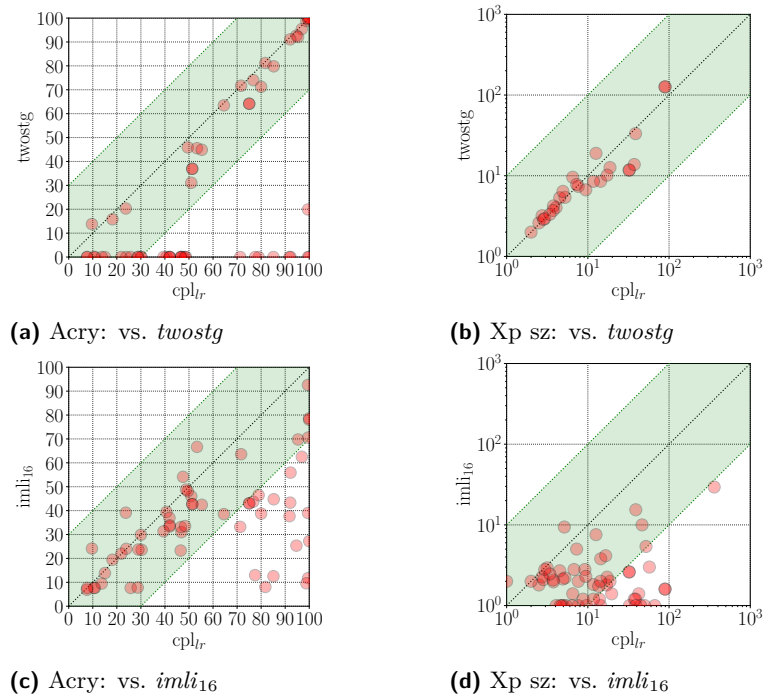 100
90
80
70
60
50
40
30
20
10
0
twostg
0 10 20 30 40 50 60 70 80 90 100
cpl_lr
(a) Acry: vs. twostg
10^3
10^2
10^1
10^0
twostg
10^0 10^1 10^2 10^3
cpl_lr
(b) Xp sz: vs. twostg
100
90
80
70
60
50
40
30
20
10
0
imli_16
0 10 20 30 40 50 60 70 80 90 100
cpl_lr
(c) Acry: vs. imli_16
10^3
10^2
10^1
10^0
imli_16
10^0 10^1 10^2 10^3
cpl_lr
(d) Xp sz: vs. imli_16